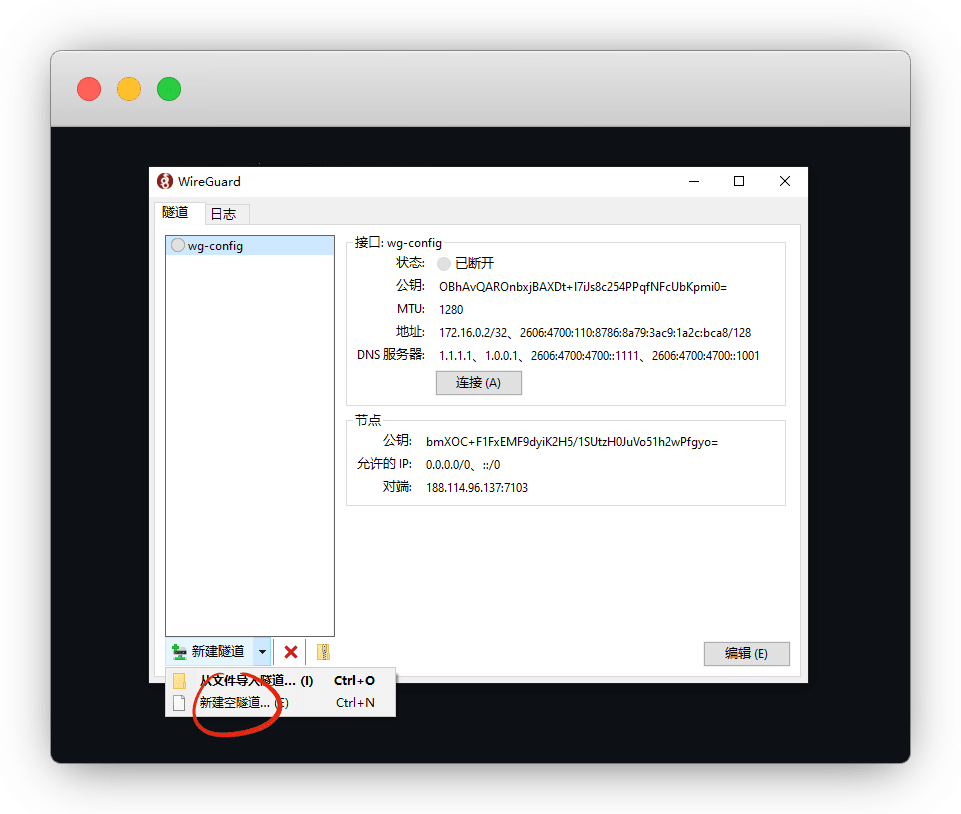 WireGuard
隧道 日志
wg-config
接口: wg-config
状态: 已断开
公钥: OBhAvQAROnbxjBAXDt+I7iJs8c254PPqfNFcUbKpmi0=
MTU: 1280
地址: 172.16.0.2/32、2606:4700:110:8786:8a79:3ac9:1a2c:bca8/128
DNS 服务器: 1.1.1.1、1.0.0.1、2606:4700:4700::1111、2606:4700:4700::1001
连接 (A)
节点
公钥: bmXOC+F1FxEMF9dyiK2H5/1SUtzH0JuVo51h2wPfgyo=
允许的 IP: 0.0.0.0/0、::/0
对端: 188.114.96.137:7103
新建隧道
编辑 (E)
从文件导入隧道... (I) Ctrl+O
新建空隧道... (E) Ctrl+N